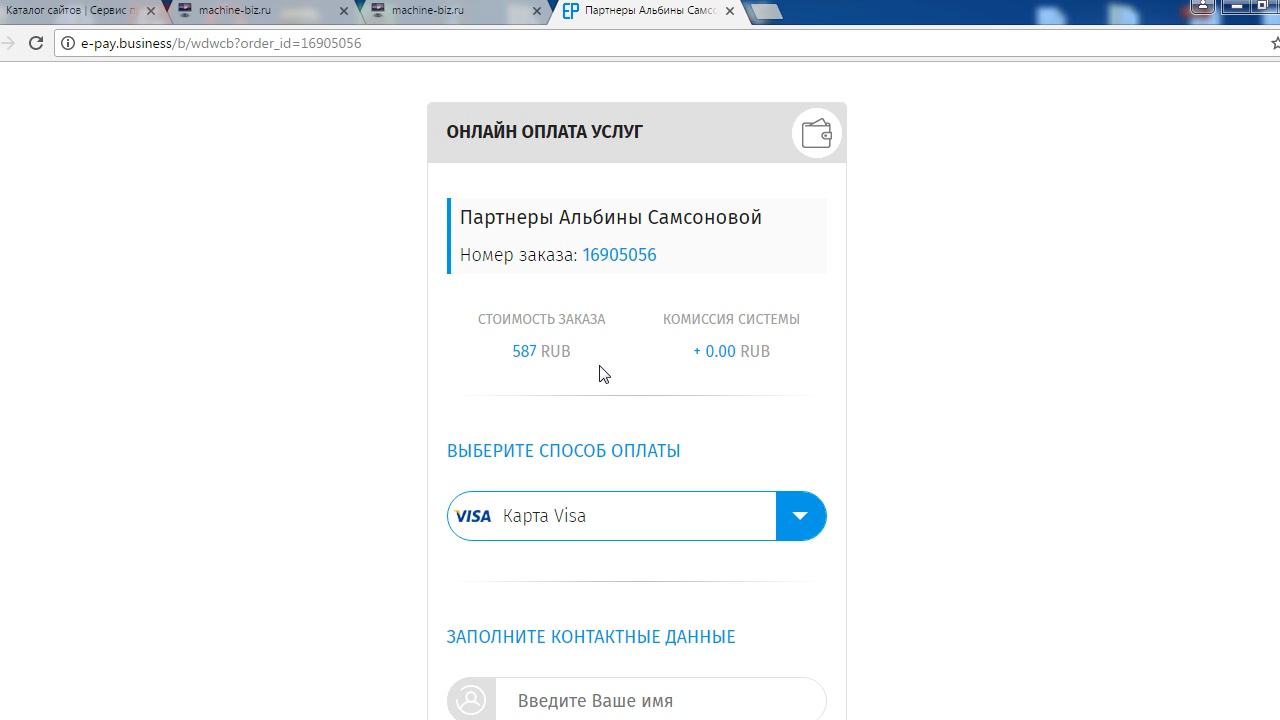 Каталог сайтов | Сервис п
machine-biz.ru
machine-biz.ru
EP Партнеры Альбины Самсо
e-pay.business/b/wdwcb?order_id=16905056
ОНЛАЙН ОПЛАТА УСЛУГ
Партнеры Альбины Самсоновой
Номер заказа: 16905056
СТОИМОСТЬ ЗАКАЗА
587 RUB
КОМИССИЯ СИСТЕМЫ
+ 0.00 RUB
ВЫБЕРИТЕ СПОСОБ ОПЛАТЫ
VISA Карта Visa
ЗАПОЛНИТЕ КОНТАКТНЫЕ ДАННЫЕ
Введите Ваше имя